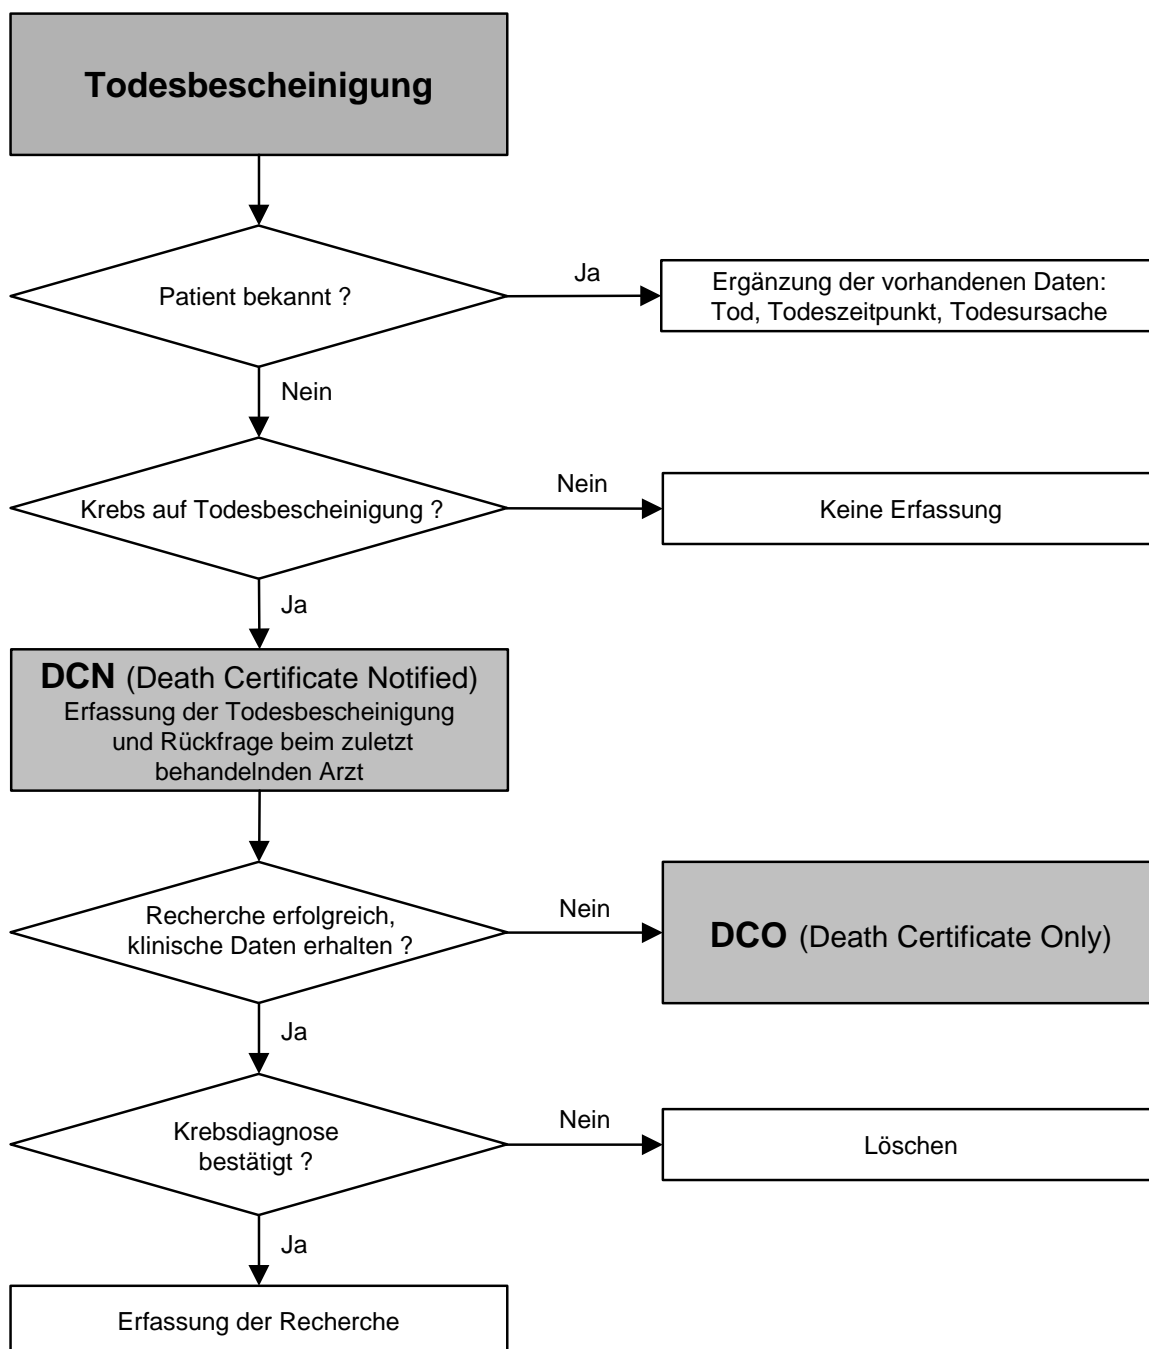 Todesbescheinigung
Patient bekannt ?
Ja
Ergänzung der vorhandenen Daten:
Tod, Todeszeitpunkt, Todesursache
Nein
Krebs auf Todesbescheinigung ?
Nein
Keine Erfassung
Ja
DCN (Death Certificate Notified)
Erfassung der Todesbescheinigung
und Rückfrage beim zuletzt
behandelnden Arzt
Recherche erfolgreich,
klinische Daten erhalten ?
Nein
DCO (Death Certificate Only)
Ja
Krebsdiagnose
bestätigt ?
Nein
Löschen
Ja
Erfassung der Recherche